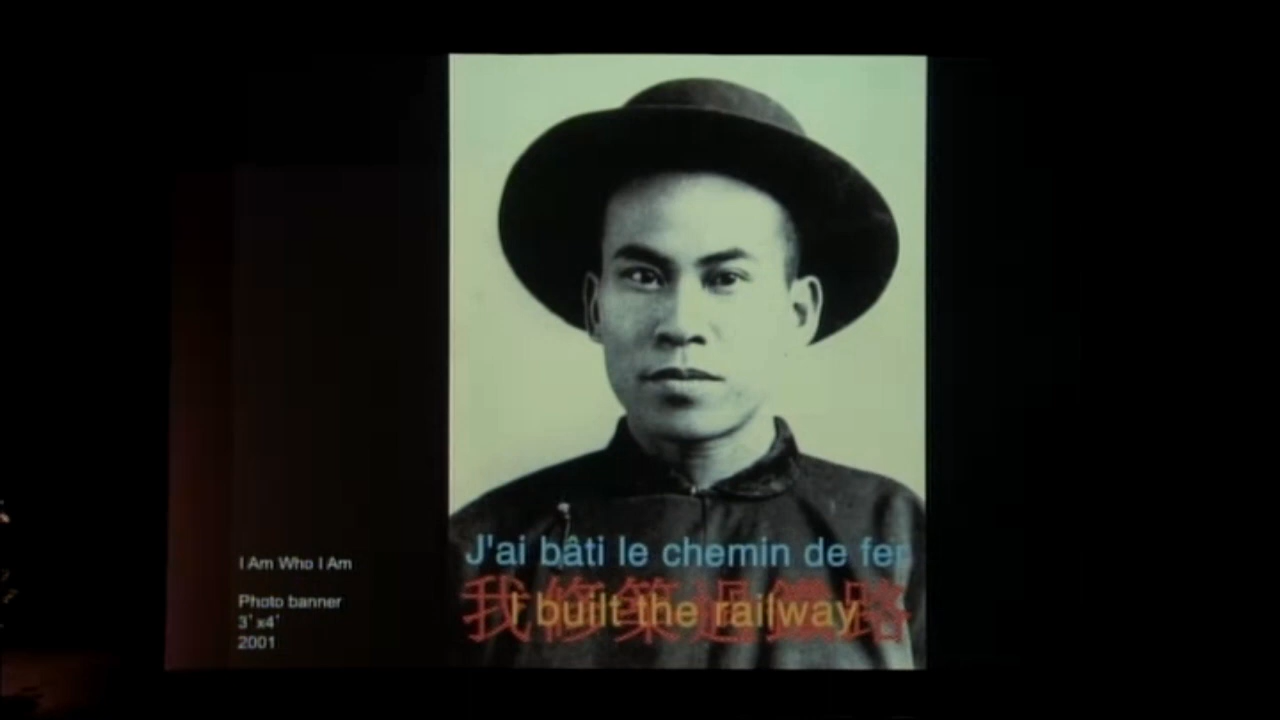 I Am Who I Am
Photo banner
3' x4'
2001
J'ai bâti le chemin de fer
我修築過鐵路
I built the railway